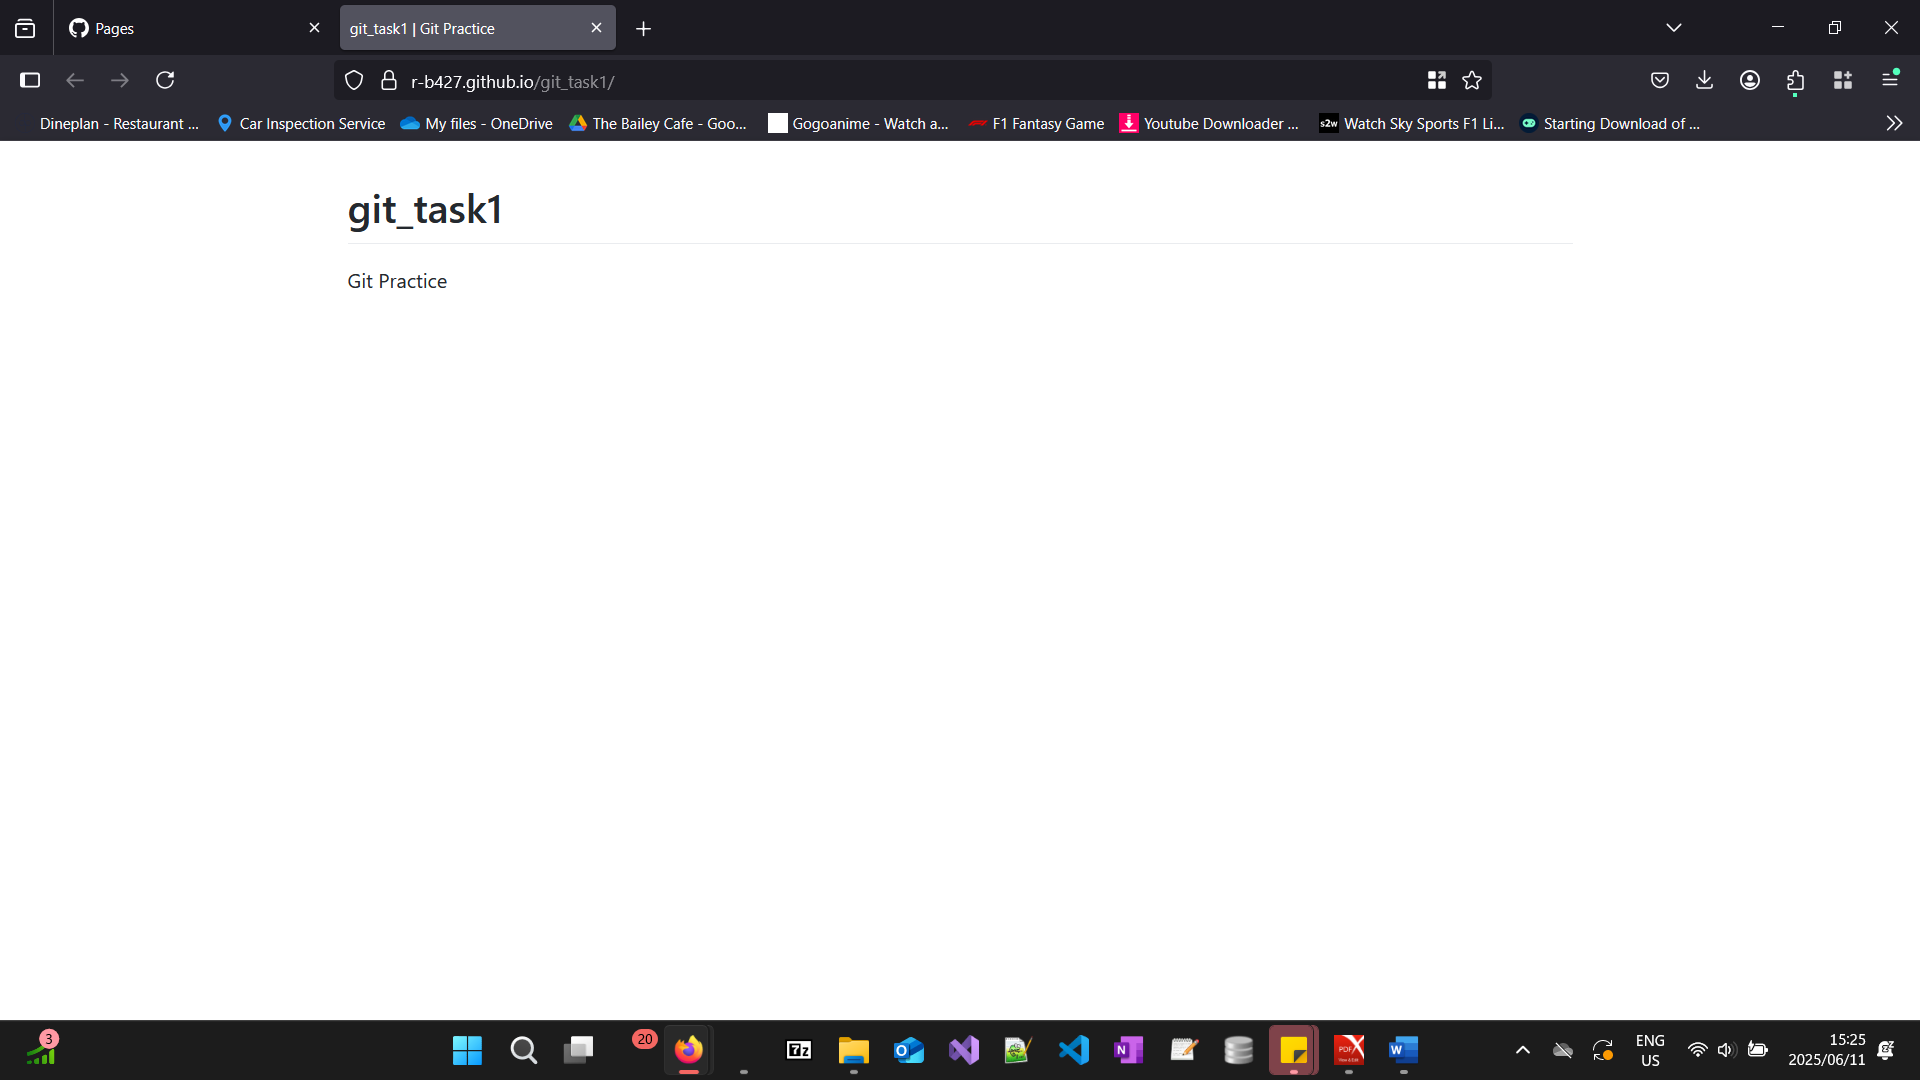 Pages
git_task1 | Git Practice
r-b427.github.io/git_task1/
Dineplan - Restaurant ...
Car Inspection Service
My files - OneDrive
The Bailey Cafe - Goo...
Gogoanime - Watch a...
F1 Fantasy Game
Youtube Downloader ...
s2w
Watch Sky Sports F1 Li...
Starting Download of ...
git_task1
Git Practice
3
20
7z
O
N
PDF
W
ENG
US
15:25
2025/06/11